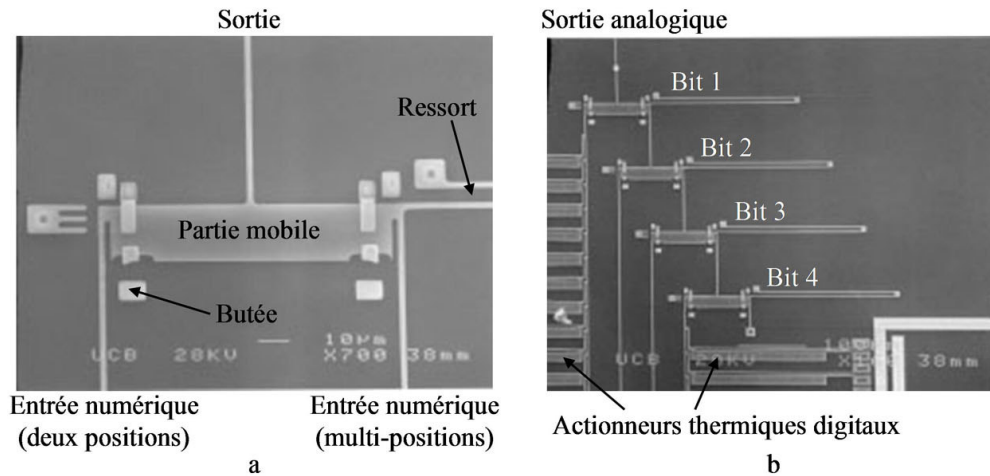 Sortie
Ressort
Partie mobile
Butée
10µm
UCB 28KV X700 38mm
Entrée numérique
(deux positions)
Entrée numérique
(multi-positions)
a
Sortie analogique
Bit 1
Bit 2
Bit 3
Bit 4
UCB 38mm
Actionneurs thermiques digitaux
b